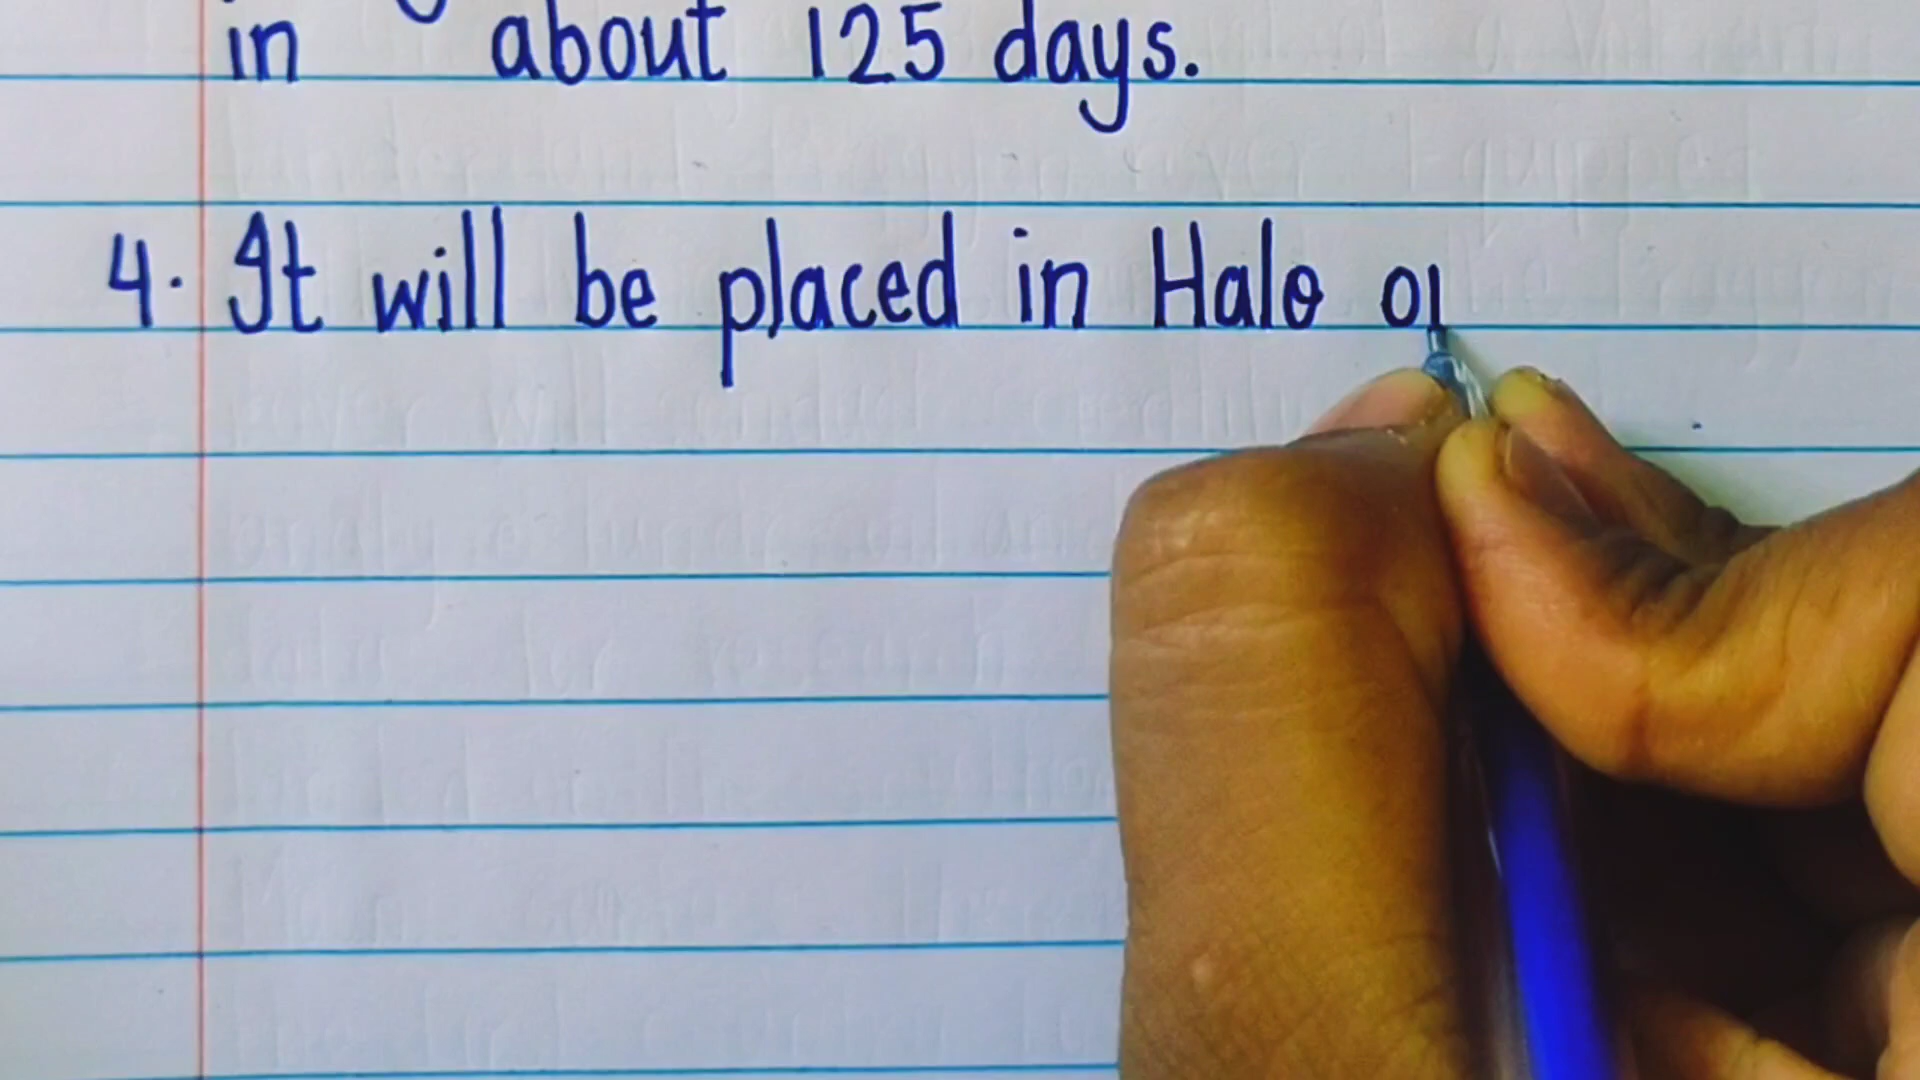 in about 125 days.
4. It will be placed in Halo o